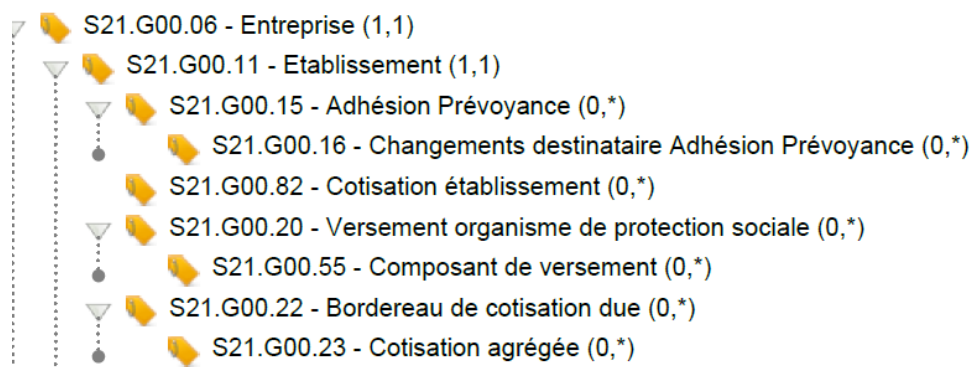 S21.G00.06 - Entreprise (1,1)
S21.G00.11 - Etablissement (1,1)
S21.G00.15 - Adhésion Prévoyance (0,*)
S21.G00.16 - Changements destinataire Adhésion Prévoyance (0,*)
S21.G00.82 - Cotisation établissement (0,*)
S21.G00.20 - Versement organisme de protection sociale (0,*)
S21.G00.55 - Composant de versement (0,*)
S21.G00.22 - Bordereau de cotisation due (0,*)
S21.G00.23 - Cotisation agrégée (0,*)